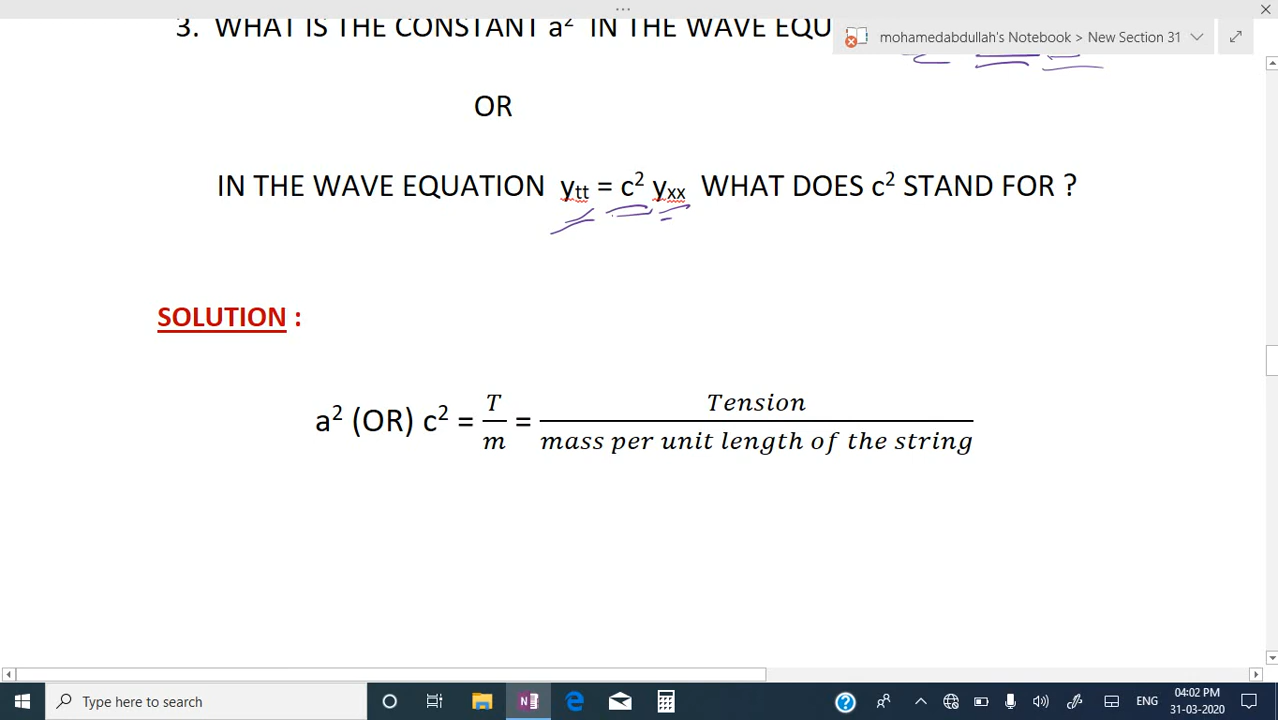 3. WHAT IS THE CONSTANT a² IN THE WAVE EQU
mohamedabdullah's Notebook > New Section 31
OR
IN THE WAVE EQUATION yₜₜ = c² yₓₓ WHAT DOES c² STAND FOR ?
SOLUTION :
a² (OR) c² = T/m = Tension/mass per unit length of the string
Type here to search
ENG
04:02 PM
31-03-2020